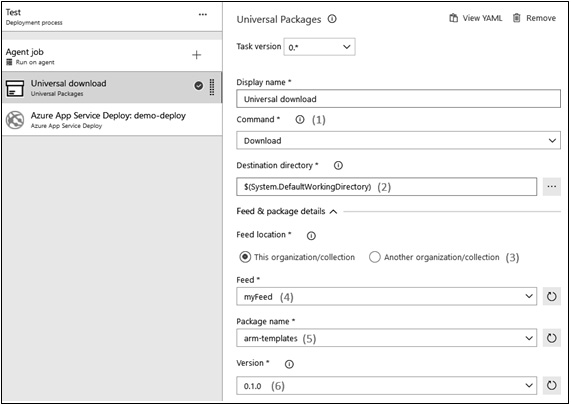 Test
Deployment process
Agent job
Run on agent
Universal download
Universal Packages
Azure App Service Deploy: demo-deploy
Azure App Service Deploy
Universal Packages
View YAML
Remove
Task version
0.*
Display name *
Universal download
Command *
(1)
Download
Destination directory *
$(System.DefaultWorkingDirectory) (2)
Feed & package details
Feed location *
This organization/collection
Another organization/collection (3)
Feed *
myFeed (4)
Package name *
arm-templates (5)
Version *
0.1.0 (6)